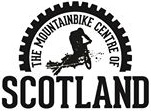 THE MOUNTAINBIKE CENTRE OF
SCOTLAND